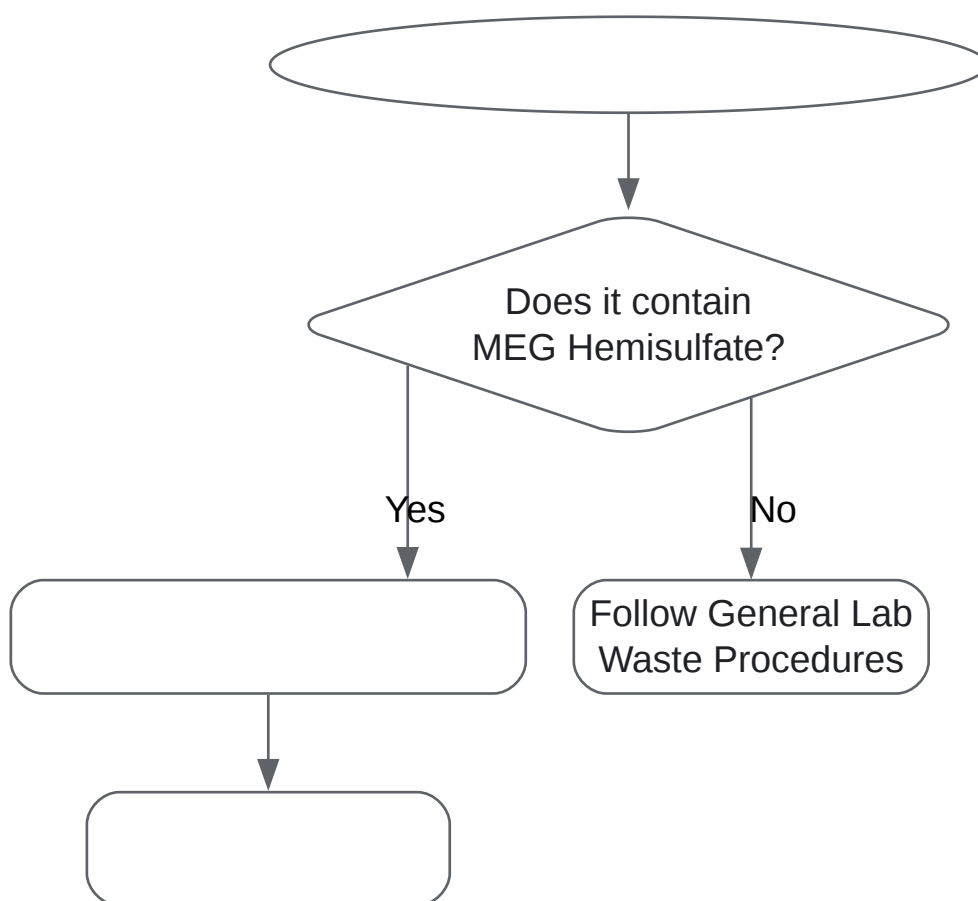 Does it contain
MEG Hemisulfate?
Yes
No
Follow General Lab
Waste Procedures